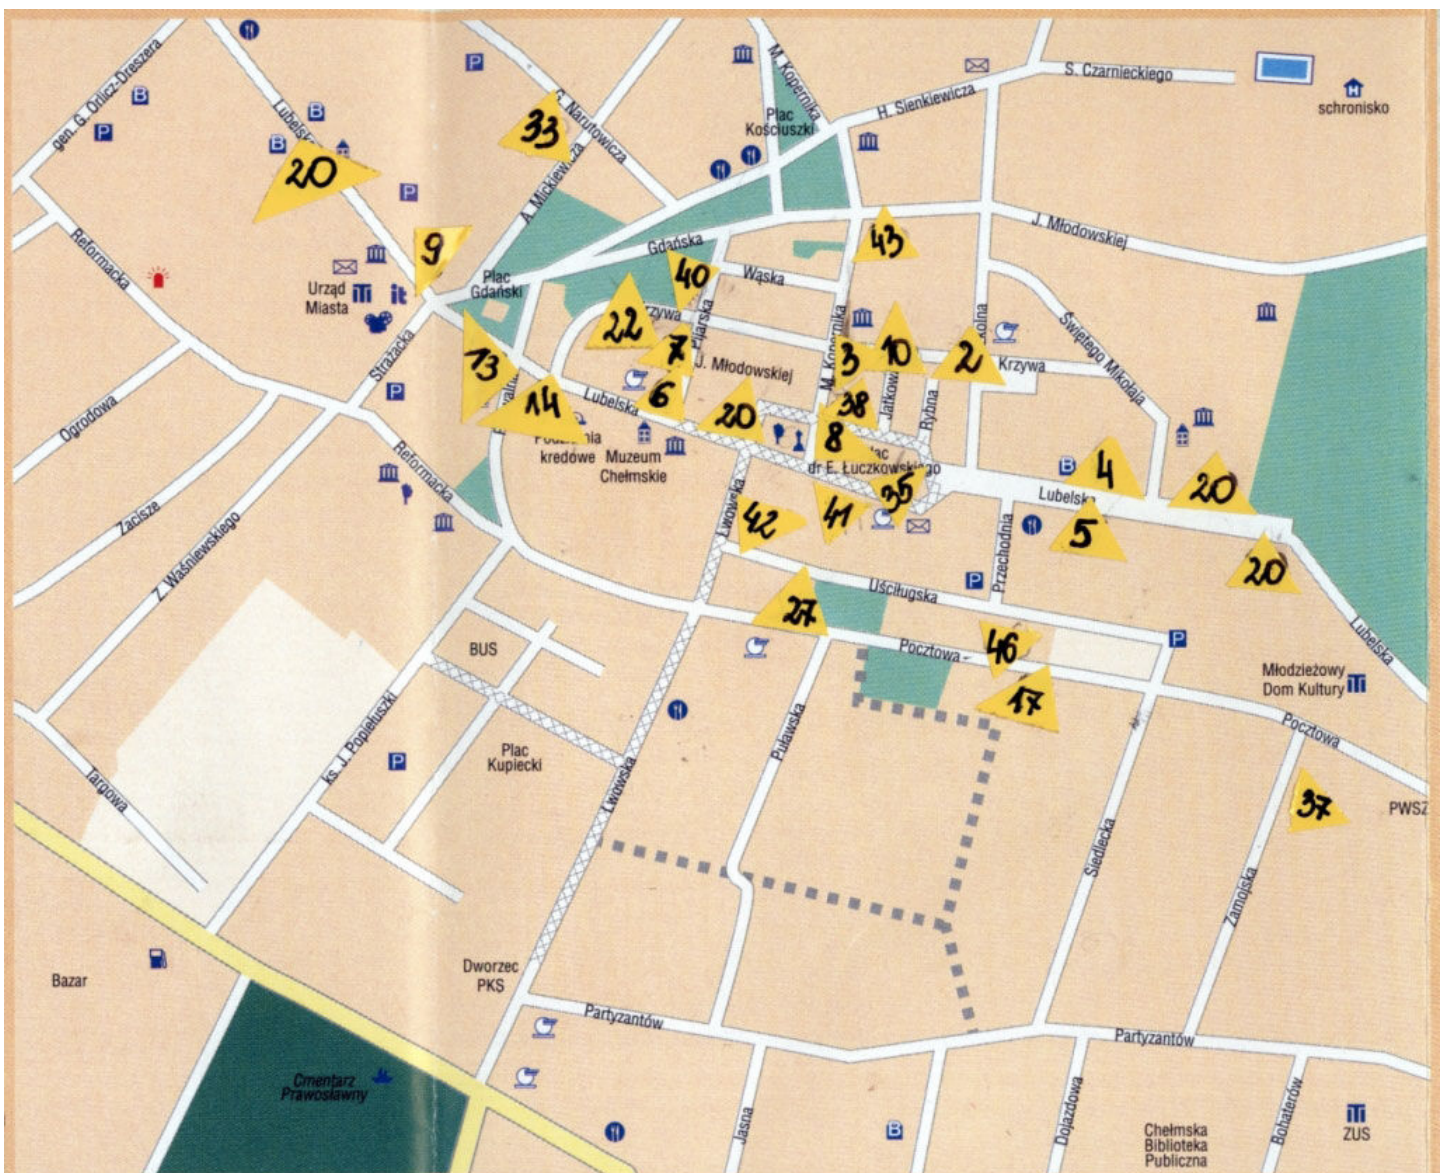 gen. G. Orlicz-Dreszera
B
P
Lubelska
B
B
20
P
33
G. Narutowicza
A. Mickiewicza
P
M. Kopernika
Plac
Kościuszki
H. Sienkiewicza
S. Czarnieckiego
H
schronisko
Reformacka
9
Urząd
Miasta
it
Plac
Gdański
Gdańska
40
Wąska
43
J. Młodowskiej
Strażacka
P
13
14
22
7
Pijarska
J. Młodowskiej
6
Lubelska
20
M. Kopernika
3
10
2
Krzywa
Świętego Mikołaja
38
Jatkowa
Rybna
8
dr E. Łuczkowskiego
35
41
42
Lwowska
kredowe
Muzeum
Chełmskie
Ogrodowa
Reformacka
Zacisze
Z. Waśniewskiego
B
4
Lubelska
20
5
Przechodnia
20
Lubelska
P
Uściługska
27
Pocztowa
46
17
P
Młodzieżowy
Dom Kultury
Pocztowa
37
PWSZ
BUS
ks. J. Popiełuszki
P
Plac
Kupiecki
Lwowska
Puławska
Siedlecka
Zamojska
Targowa
Bazar
Dworzec
PKS
Partyzantów
Partyzantów
Cmentarz
Prawosławny
Jasna
B
Dojazdowa
Chełmska
Biblioteka
Publiczna
Bohaterów
ZUS